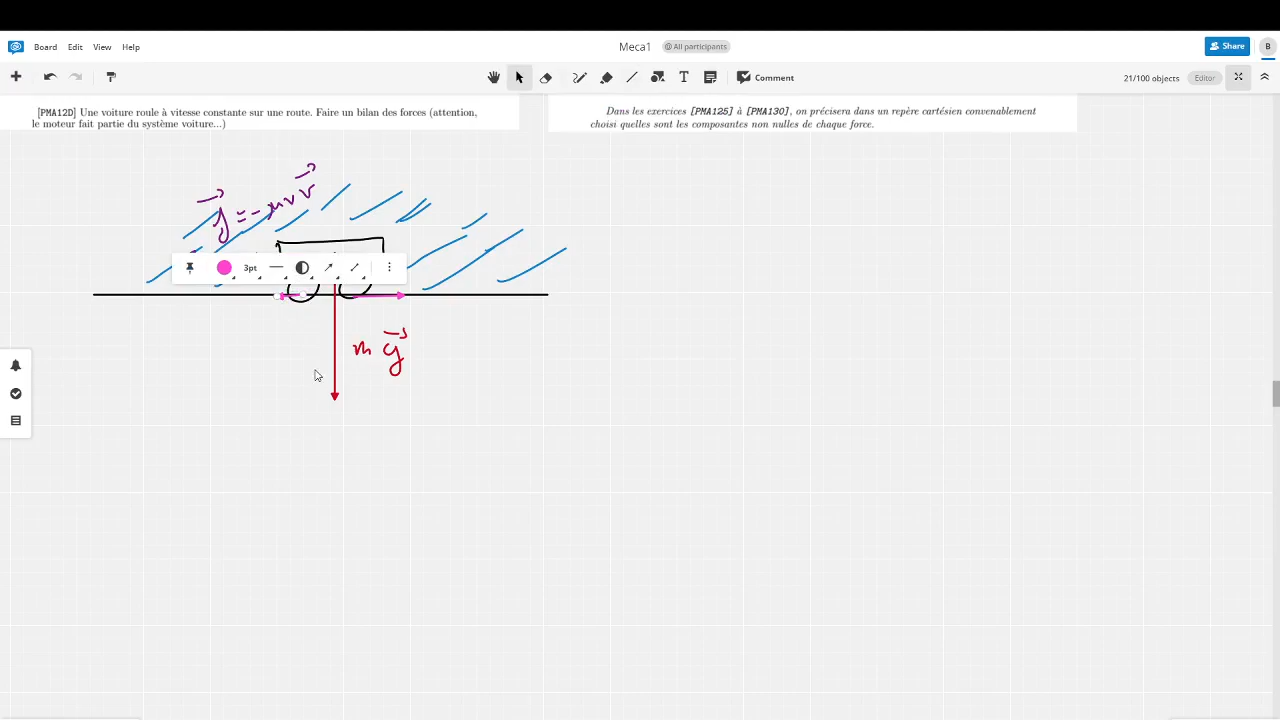 Board Edit View Help
Meca1 @ All participants
Share B
T Comment
21/100 objects Editor
[PMA12D] Une voiture roule à vitesse constante sur une route. Faire un bilan des forces (attention,
le moteur fait partie du système voiture...)
Dans les exercices [PMA125] à [PMA130], on précisera dans un repère cartésien convenablement
choisi quelles sont les composantes non nulles de chaque force.
3pt
m g